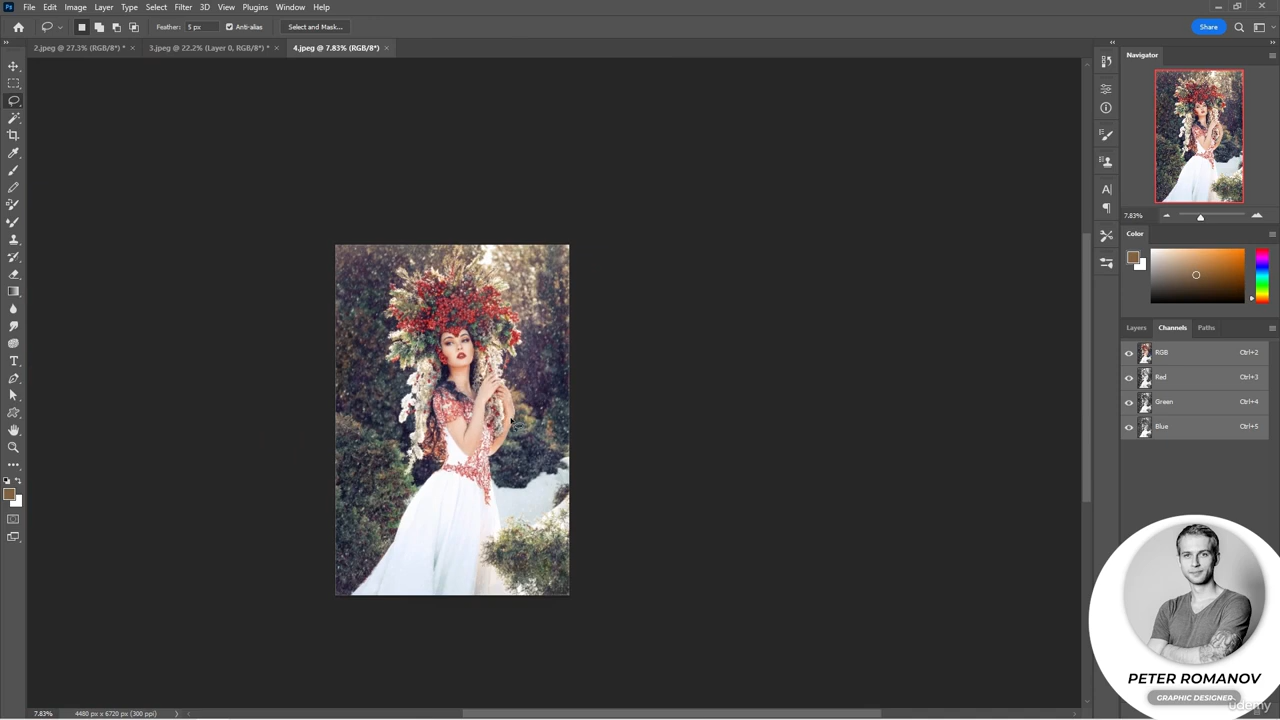 Ps File Edit Image Layer Type Select Filter 3D View Plugins Window Help
Feather: 5 px Anti-alias Select and Mask... Share
2.jpeg @ 27.3% (RGB/8*) * × 3.jpeg @ 22.2% (Layer 0, RGB/8*) * × 4.jpeg @ 7.83% (RGB/8*) ×
Navigator
7.83%
Color
Layers Channels Paths
RGB Ctrl+2
Red Ctrl+3
Green Ctrl+4
Blue Ctrl+5
PETER ROMANOV
GRAPHIC DESIGNER
udemy
7.83% 4480 px x 6720 px (300 ppi)